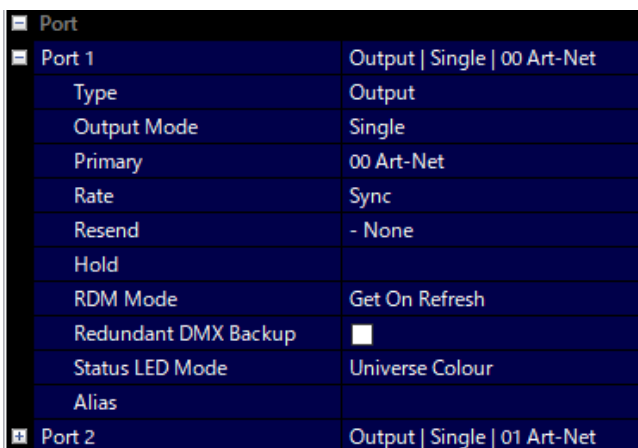 Port
Port 1 Output | Single | 00 Art-Net
Type Output
Output Mode Single
Primary 00 Art-Net
Rate Sync
Resend - None
Hold
RDM Mode Get On Refresh
Redundant DMX Backup
Status LED Mode Universe Colour
Alias
Port 2 Output | Single | 01 Art-Net